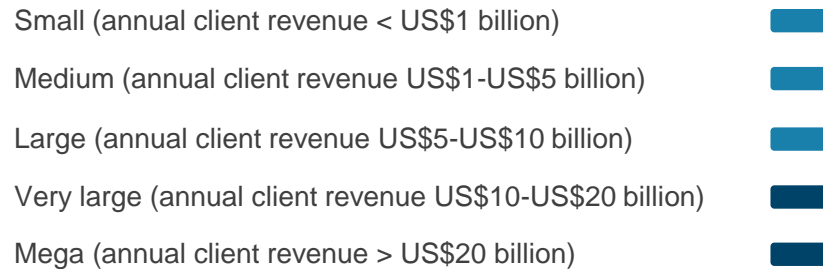 Small (annual client revenue < US$1 billion)
Medium (annual client revenue US$1-US$5 billion)
Large (annual client revenue US$5-US$10 billion)
Very large (annual client revenue US$10-US$20 billion)
Mega (annual client revenue > US$20 billion)